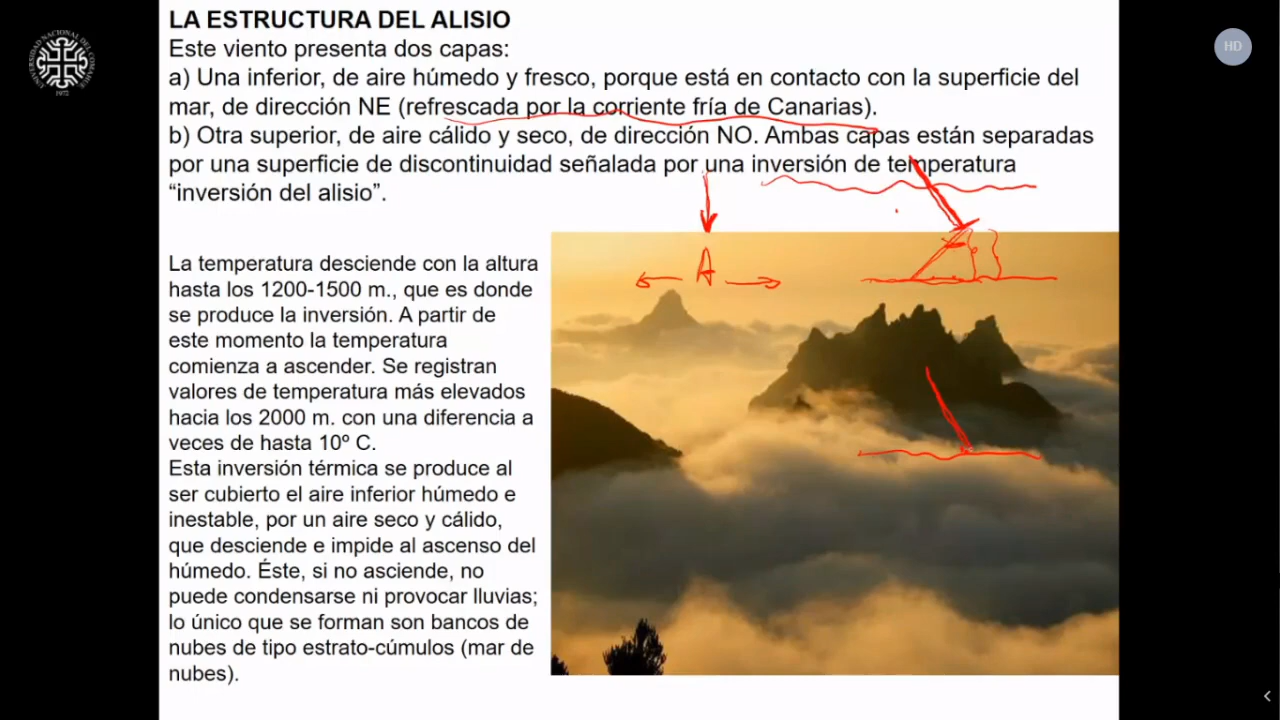 LA ESTRUCTURA DEL ALISIO
Este viento presenta dos capas:
a) Una inferior, de aire húmedo y fresco, porque está en contacto con la superficie del
mar, de dirección NE (refrescada por la corriente fría de Canarias).
b) Otra superior, de aire cálido y seco, de dirección NO. Ambas capas están separadas
por una superficie de discontinuidad señalada por una inversión de temperatura
“inversión del alisio”.
La temperatura desciende con la altura
hasta los 1200-1500 m., que es donde
se produce la inversión. A partir de
este momento la temperatura
comienza a ascender. Se registran
valores de temperatura más elevados
hacia los 2000 m. con una diferencia a
veces de hasta 10º C.
Esta inversión térmica se produce al
ser cubierto el aire inferior húmedo e
inestable, por un aire seco y cálido,
que desciende e impide al ascenso del
húmedo. Éste, si no asciende, no
puede condensarse ni provocar lluvias;
lo único que se forman son bancos de
nubes de tipo estrato-cúmulos (mar de
nubes).
A
HD
UNIVERSIDAD NACIONAL DEL COMAHUE
1972